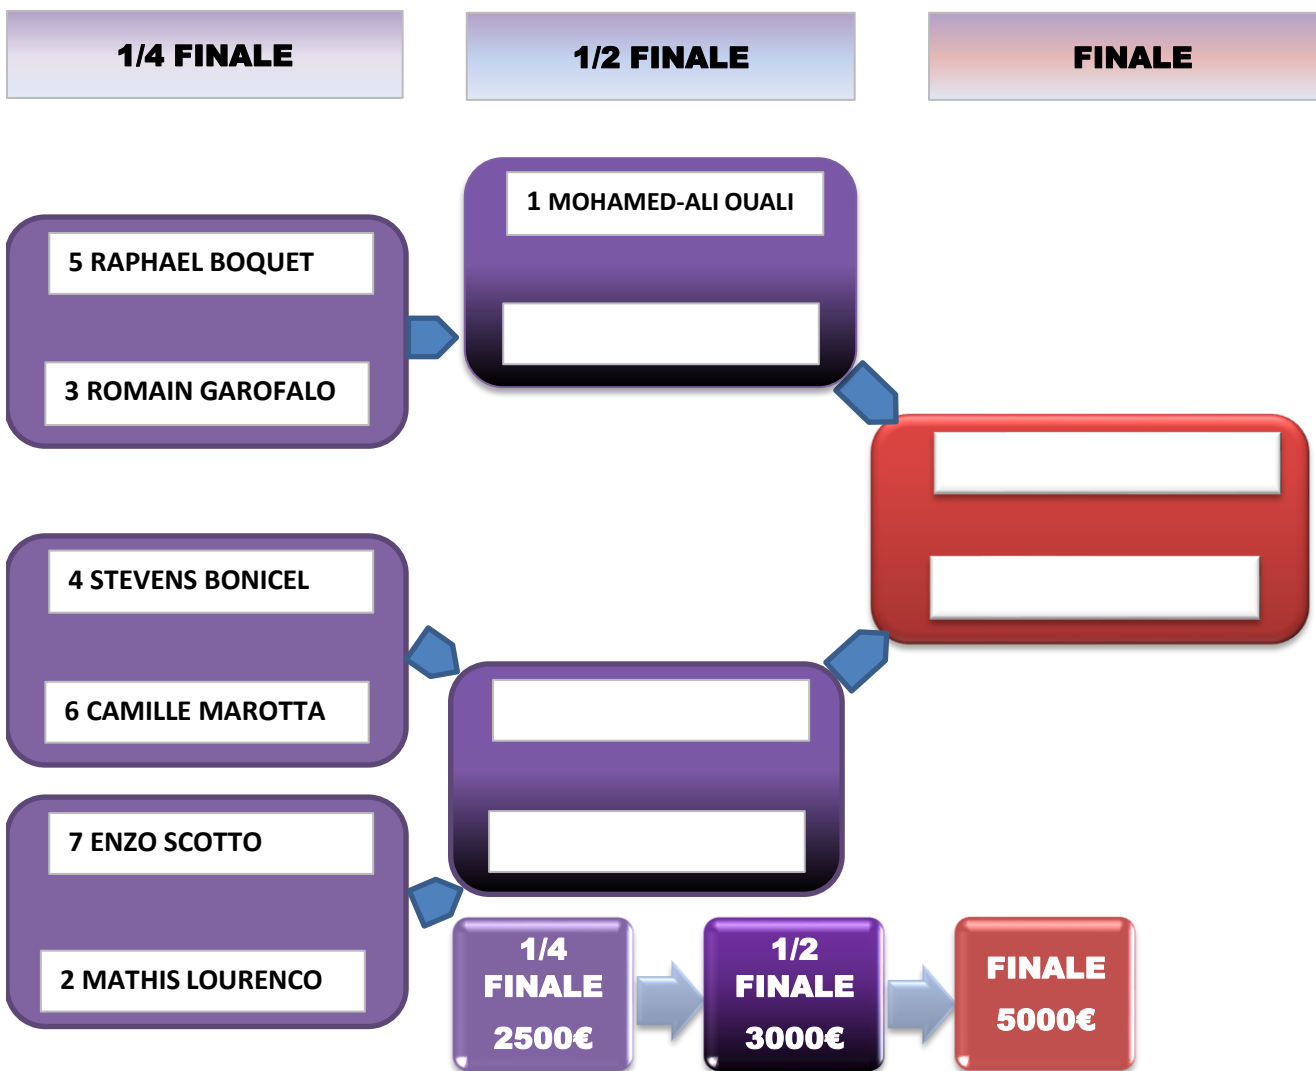 1/4 FINALE
1/2 FINALE
FINALE
1 MOHAMED-ALI OUALI
5 RAPHAEL BOQUET
3 ROMAIN GAROFALO
4 STEVENS BONICEL
6 CAMILLE MAROTTA
7 ENZO SCOTTO
2 MATHIS LOURENCO
1/4
FINALE
2500€
1/2
FINALE
3000€
FINALE
5000€